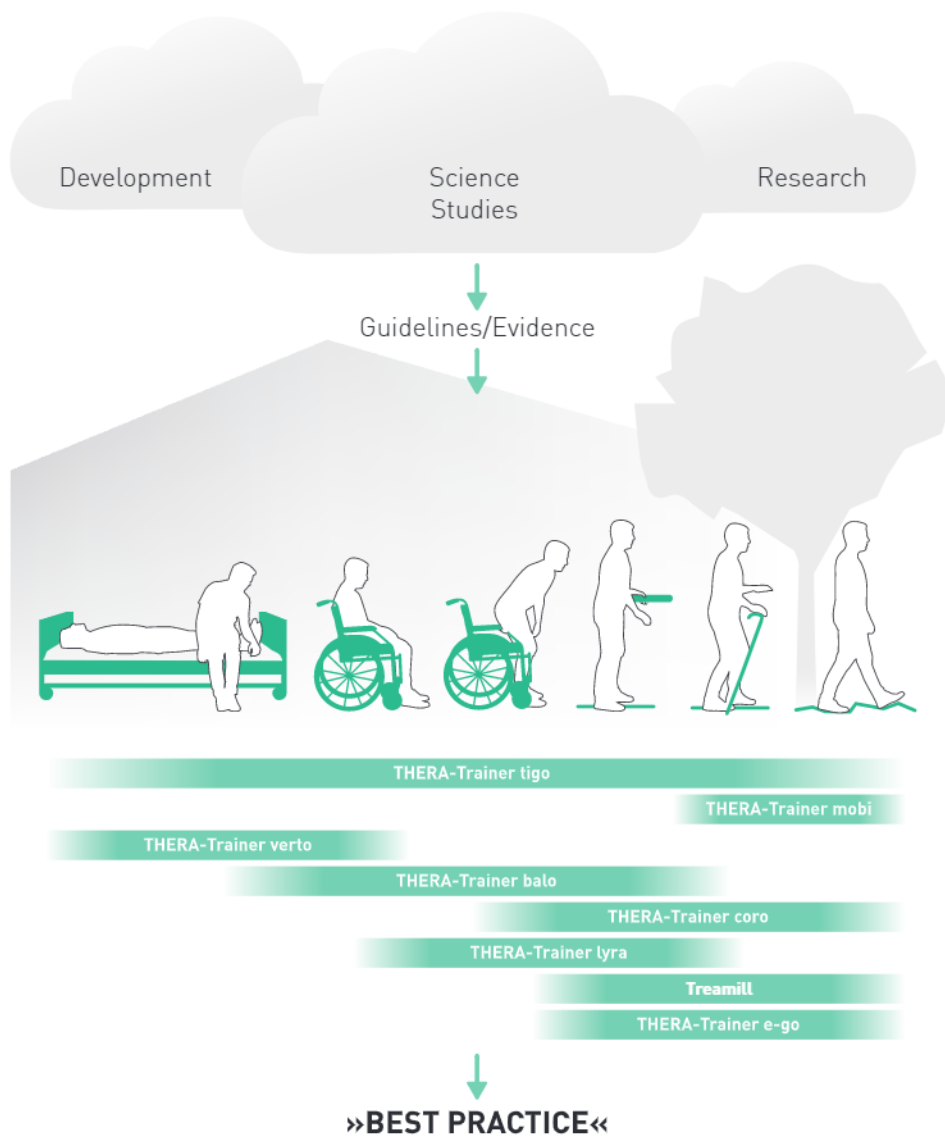 Development
Science
Studies
Research
Guidelines/Evidence
THERA-Trainer tigo
THERA-Trainer mobi
THERA-Trainer verto
THERA-Trainer balo
THERA-Trainer coro
THERA-Trainer lyra
Treamill
THERA-Trainer e-go
»BEST PRACTICE«